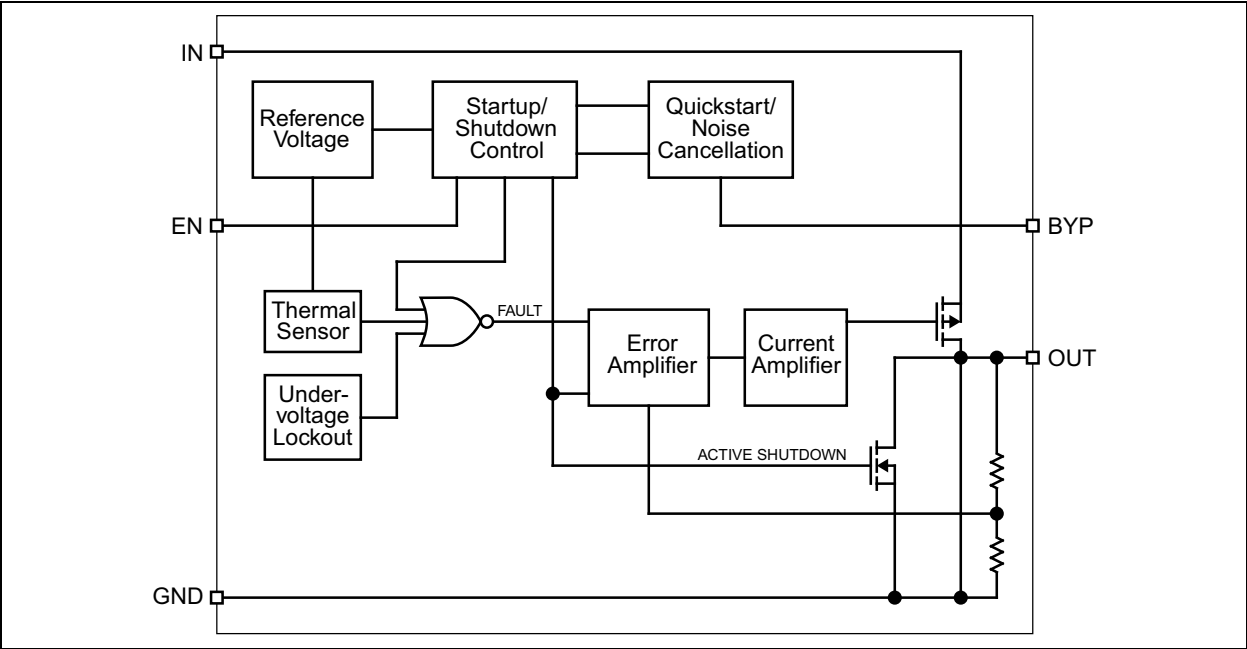 IN
Reference
Voltage
Startup/
Shutdown
Control
Quickstart/
Noise
Cancellation
EN
BYP
Thermal
Sensor
FAULT
Error
Amplifier
Current
Amplifier
OUT
Under-
voltage
Lockout
ACTIVE SHUTDOWN
GND